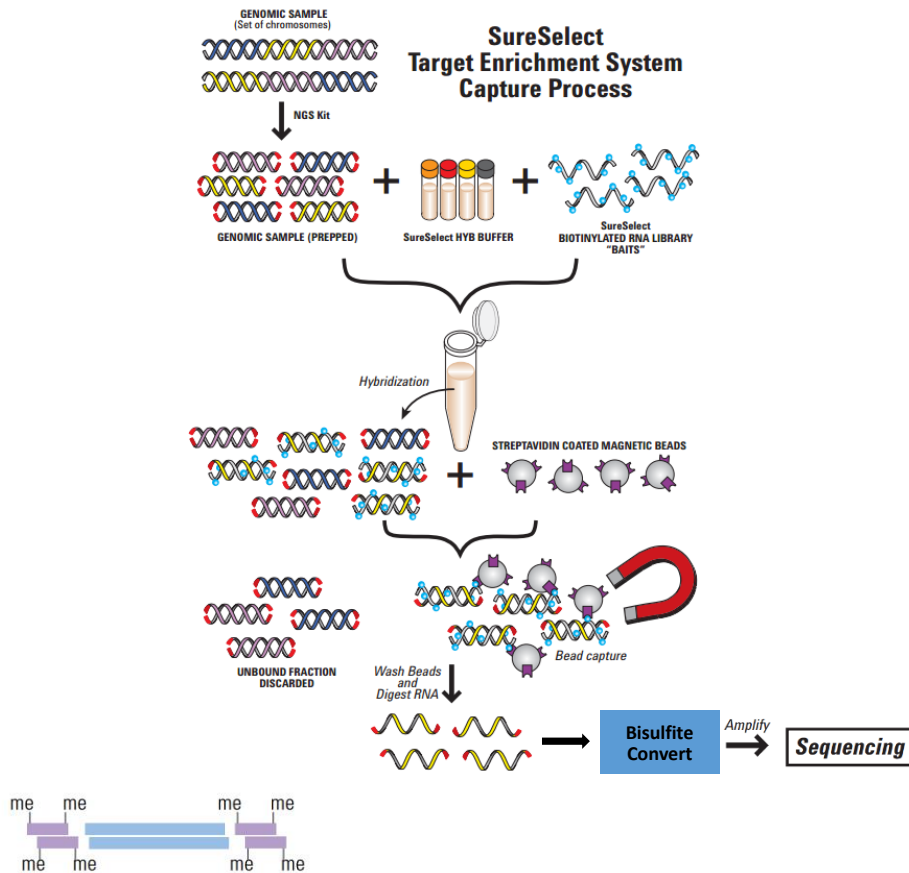 GENOMIC SAMPLE
(Set of chromosomes)
SureSelect
Target Enrichment System
Capture Process
NGS Kit
GENOMIC SAMPLE (PREPPED)
SureSelect HYB BUFFER
SureSelect
BIOTINYLATED RNA LIBRARY
"BAITS"
Hybridization
STREPTAVIDIN COATED MAGNETIC BEADS
UNBOUND FRACTION
DISCARDED
Bead capture
Wash Beads
and
Digest RNA
Bisulfite
Convert
Amplify
Sequencing
me me me me
me me me me